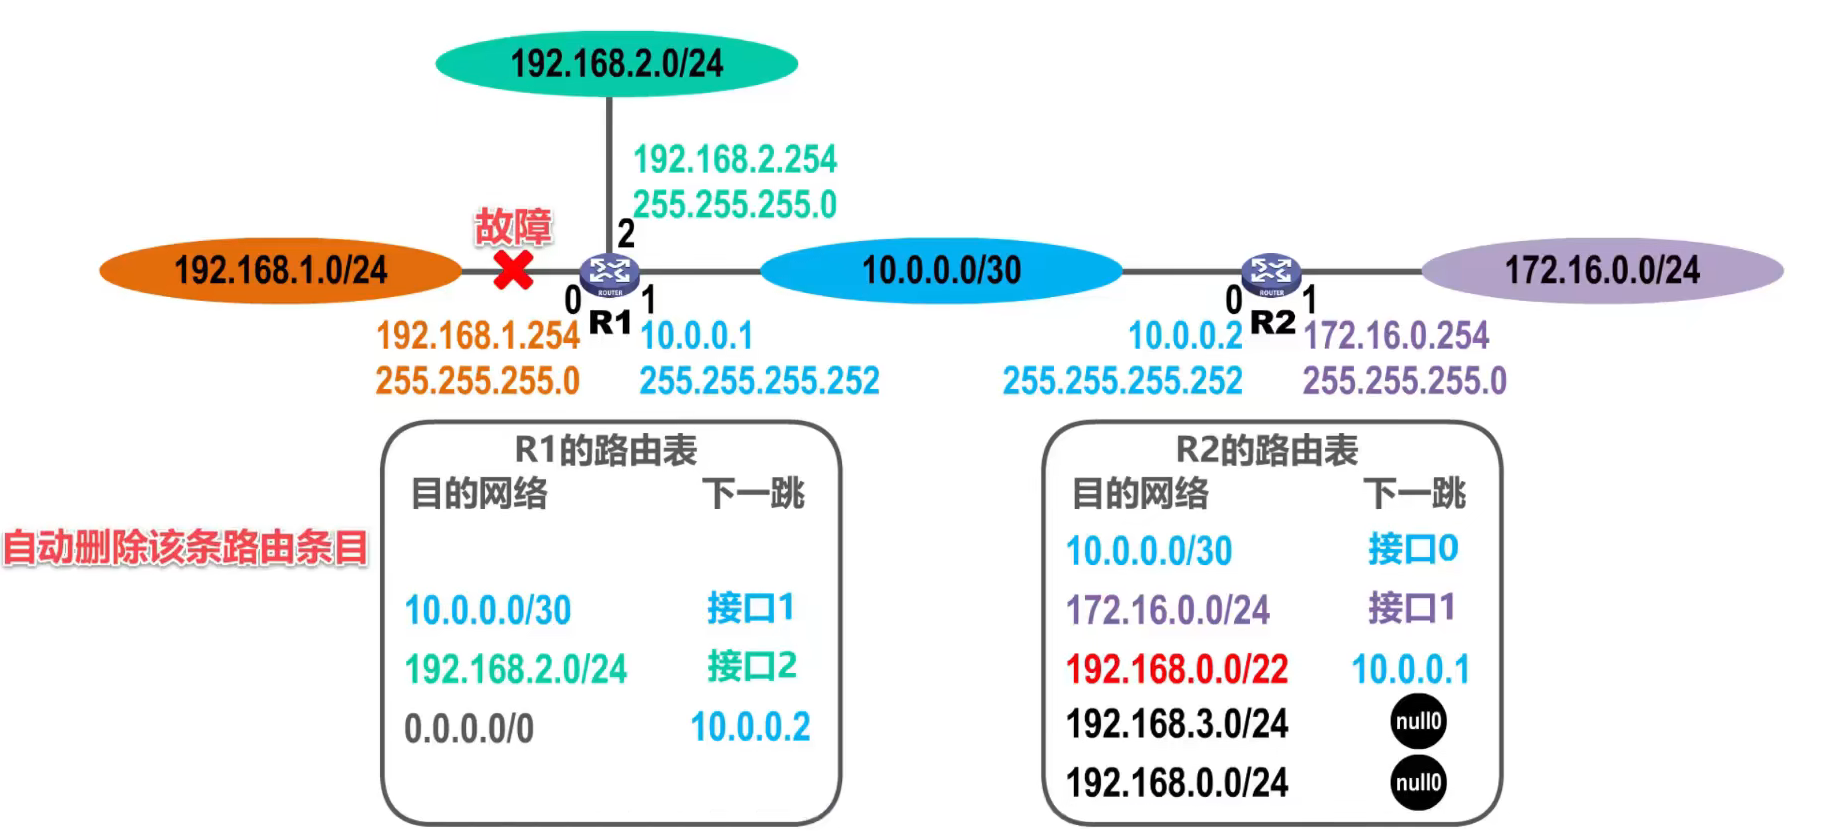 192.168.2.0/24
192.168.2.254
255.255.255.0
故障
2
192.168.1.0/24
10.0.0.0/30
172.16.0.0/24
ROUTER
ROUTER
0
R1
1
0
R2
1
192.168.1.254
255.255.255.0
10.0.0.1
255.255.255.252
10.0.0.2
255.255.255.252
172.16.0.254
255.255.255.0
自动删除该条路由条目
R1的路由表
目的网络 下一跳
10.0.0.0/30 接口1
192.168.2.0/24 接口2
0.0.0.0/0 10.0.0.2
R2的路由表
目的网络 下一跳
10.0.0.0/30 接口0
172.16.0.0/24 接口1
192.168.0.0/22 10.0.0.1
192.168.3.0/24 null0
192.168.0.0/24 null0